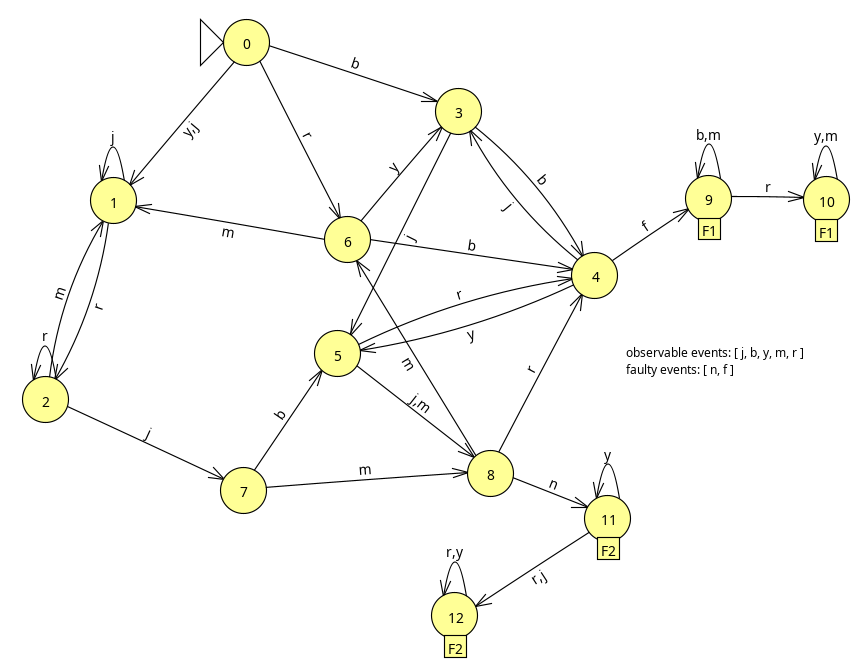 0
b
3
y,j
r
j
1
b
y
j
b,m
9
F1
r
y,m
10
F1
m
6
j
b
f
4
m
r
r
y
5
m
observable events: [ j, b, y, m, r ]
faulty events: [ n, f ]
r
2
j
b
j,m
r
7
m
8
n
y
11
F2
r,j
r,y
12
F2